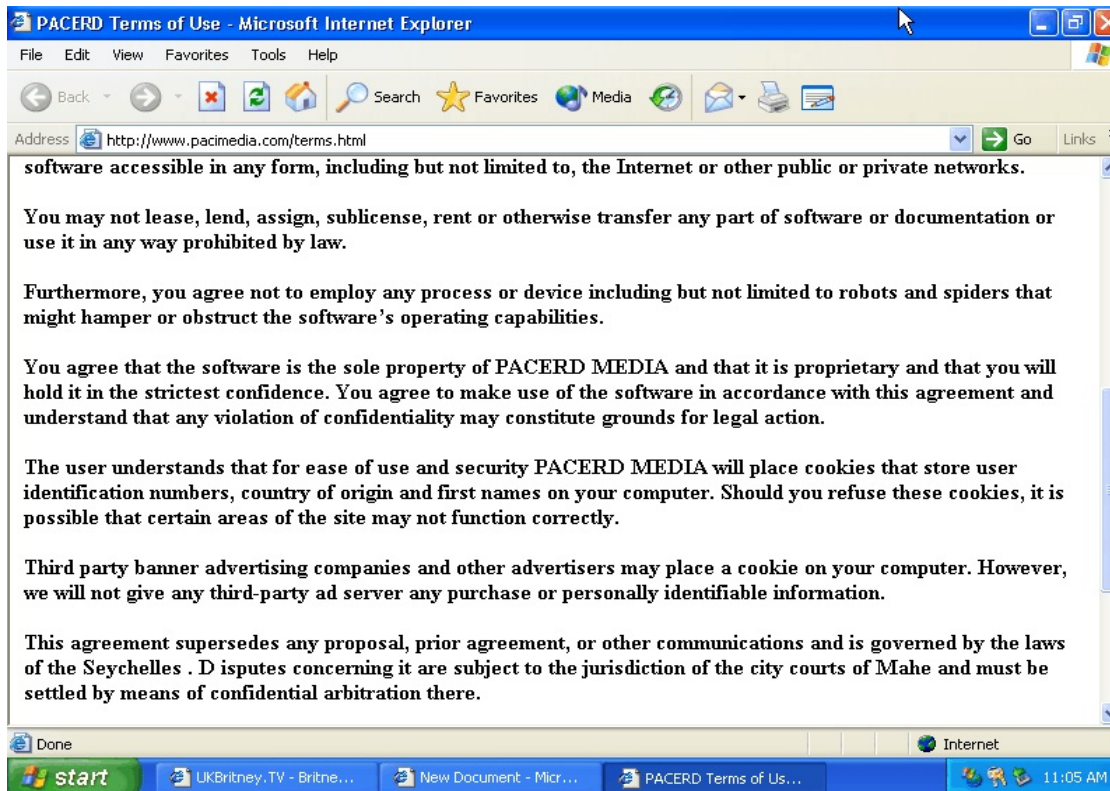 PACERD Terms of Use - Microsoft Internet Explorer
File Edit View Favorites Tools Help
Back Search Favorites Media
Address http://www.pacimedia.com/terms.html Go Links
software accessible in any form, including but not limited to, the Internet or other public or private networks.
You may not lease, lend, assign, sublicense, rent or otherwise transfer any part of software or documentation or
use it in any way prohibited by law.
Furthermore, you agree not to employ any process or device including but not limited to robots and spiders that
might hamper or obstruct the software’s operating capabilities.
You agree that the software is the sole property of PACERD MEDIA and that it is proprietary and that you will
hold it in the strictest confidence. You agree to make use of the software in accordance with this agreement and
understand that any violation of confidentiality may constitute grounds for legal action.
The user understands that for ease of use and security PACERD MEDIA will place cookies that store user
identification numbers, country of origin and first names on your computer. Should you refuse these cookies, it is
possible that certain areas of the site may not function correctly.
Third party banner advertising companies and other advertisers may place a cookie on your computer. However,
we will not give any third-party ad server any purchase or personally identifiable information.
This agreement supersedes any proposal, prior agreement, or other communications and is governed by the laws
of the Seychelles . D isputes concerning it are subject to the jurisdiction of the city courts of Mahe and must be
settled by means of confidential arbitration there.
Done Internet
start UKBritney.TV - Britne... New Document - Micr... PACERD Terms of Us... 11:05 AM